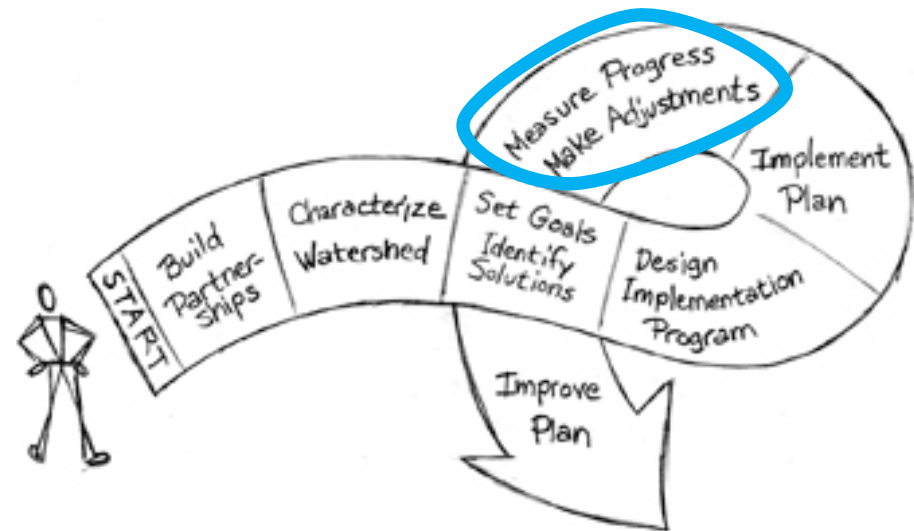 START
Build
Partner-
ships
Characterize
Watershed
Set Goals
Identify
Solutions
Design
Implementation
Program
Implement
Plan
Measure Progress
Make Adjustments
Improve
Plan